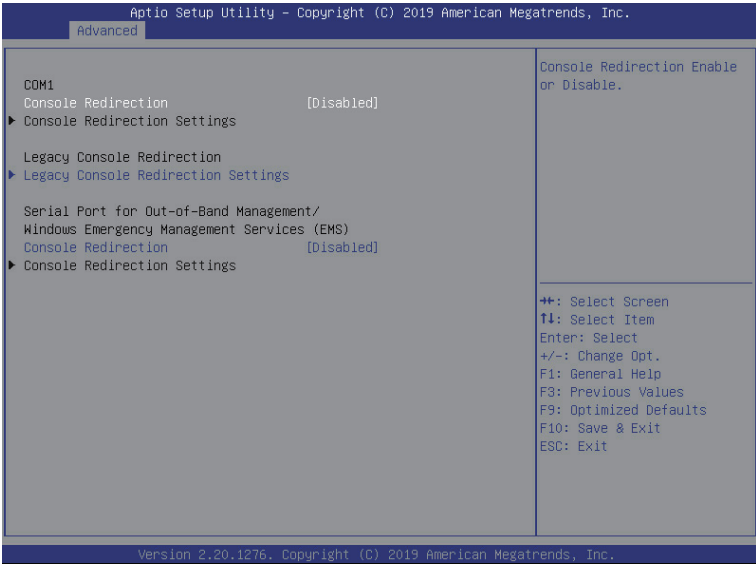 Aptio Setup Utility – Copyright (C) 2019 American Megatrends, Inc.
Advanced
COM1
Console Redirection [Disabled]
Console Redirection Settings
Legacy Console Redirection
Legacy Console Redirection Settings
Serial Port for Out-of-Band Management/
Windows Emergency Management Services (EMS)
Console Redirection [Disabled]
Console Redirection Settings
Console Redirection Enable
or Disable.
→←: Select Screen
↑↓: Select Item
Enter: Select
+/-: Change Opt.
F1: General Help
F3: Previous Values
F9: Optimized Defaults
F10: Save & Exit
ESC: Exit
Version 2.20.1276. Copyright (C) 2019 American Megatrends, Inc.